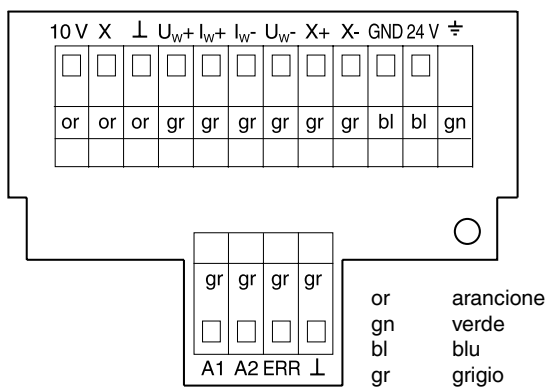 10 V X ⊥ Uw+ Iw+ Iw- Uw- X+ X- GND 24 V ⏚
or or or gr gr gr gr gr gr bl bl gn
gr gr gr gr
A1 A2 ERR ⊥
or arancione
gn verde
bl blu
gr grigio